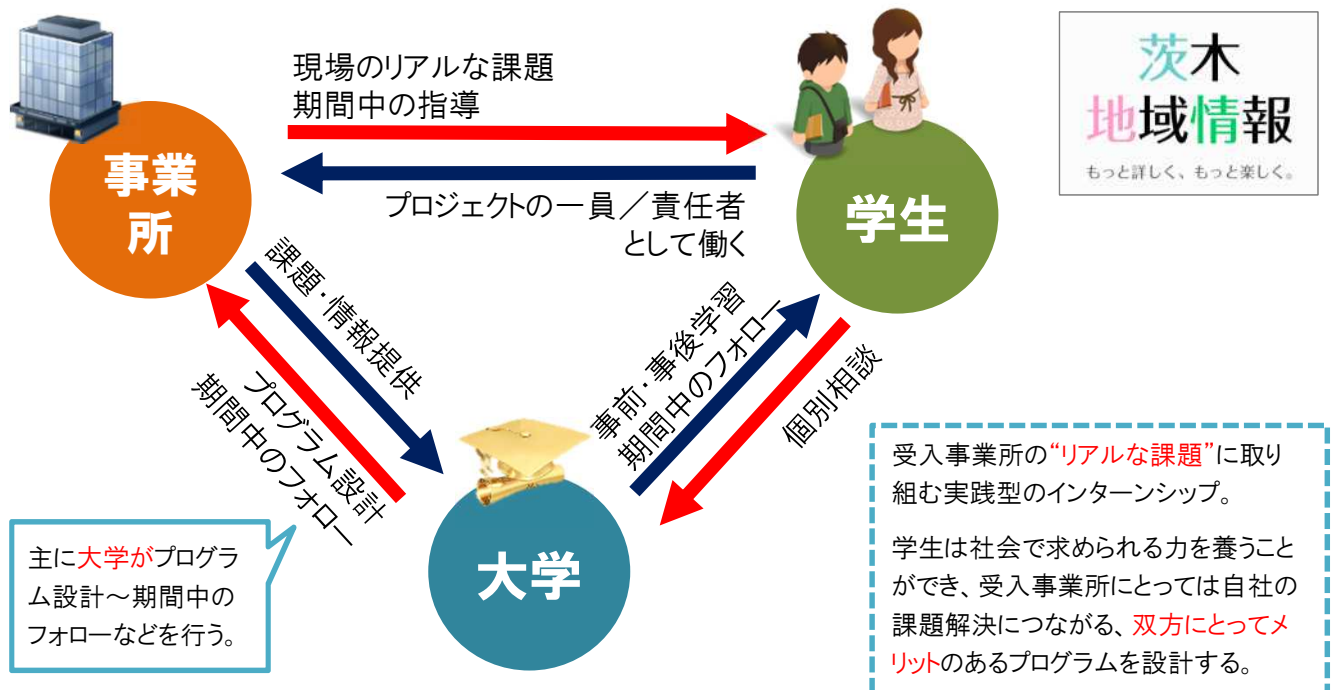 現場のリアルな課題
期間中の指導
茨木
地域情報
もっと詳しく、もっと楽しく。
事業
所
学生
プロジェクトの一員／責任者
として働く
課題・情報提供
プログラム設計
期間中のフォロー
事前・事後学習
期間中のフォロー
個別相談
大学
主に大学がプログラ
ム設計～期間中の
フォローなどを行う。
受入事業所の“リアルな課題”に取り
組む実践型のインターンシップ。
学生は社会で求められる力を養うこと
ができ、受入事業所にとっては自社の
課題解決につながる、双方にとってメ
リットのあるプログラムを設計する。